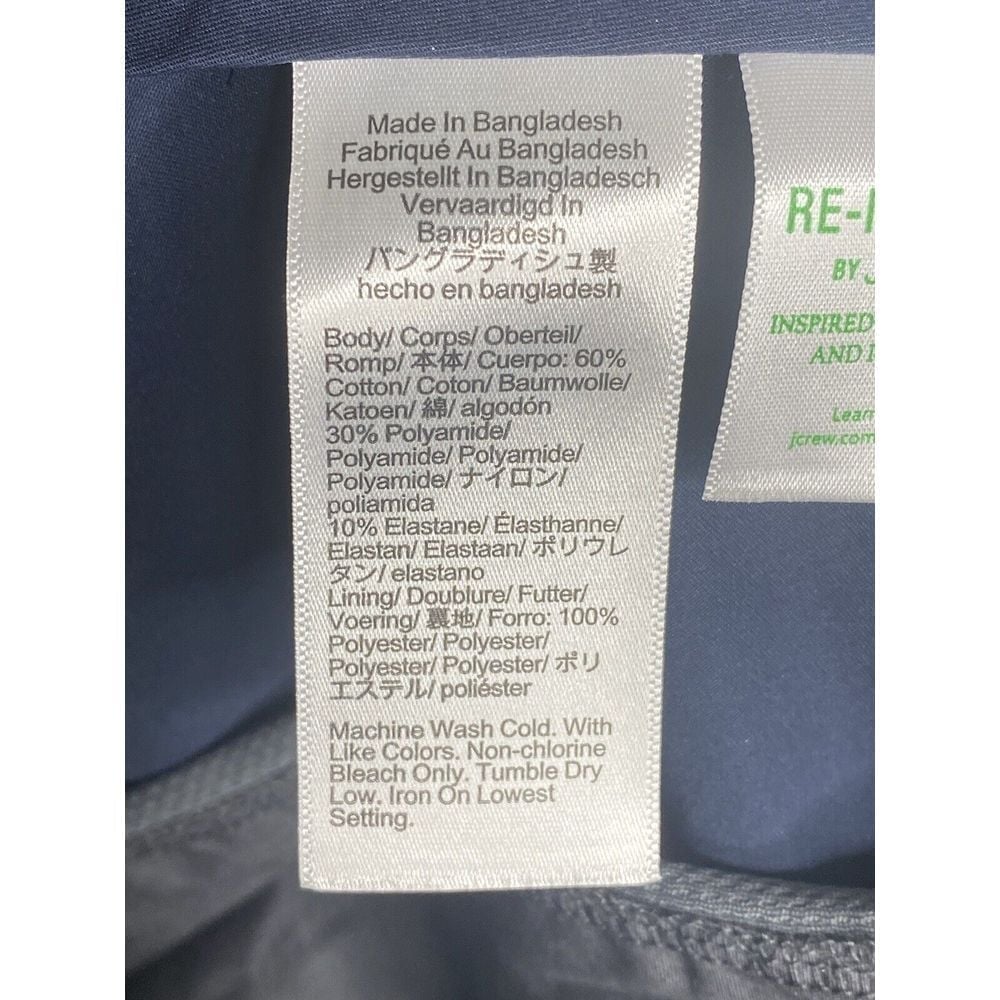 Made In Bangladesh
Fabriqué Au Bangladesh
Hergestellt In Bangladesch
Vervaardigd In
Bangladesh
バングラディシュ製
hecho en bangladesh
Body/ Corps/ Oberteil/
Romp/ 本体/ Cuerpo: 60%
Cotton/ Coton/ Baumwolle/
Katoen/ 綿/ algodón
30% Polyamide/
Polyamide/ Polyamide/
Polyamide/ ナイロン/
poliamida
10% Elastane/ Élasthanne/
Elastan/ Elastaan/ ポリウレ
タン/ elastano
Lining/ Doublure/ Futter/
Voering/ 裏地/ Forro: 100%
Polyester/ Polyester/
Polyester/ Polyester/ ポリ
エステル/ poliéster
Machine Wash Cold. With
Like Colors. Non-chlorine
Bleach Only. Tumble Dry
Low. Iron On Lowest
Setting.
RE-
BY
INSPIRED
AND
Lear
jcrew.com